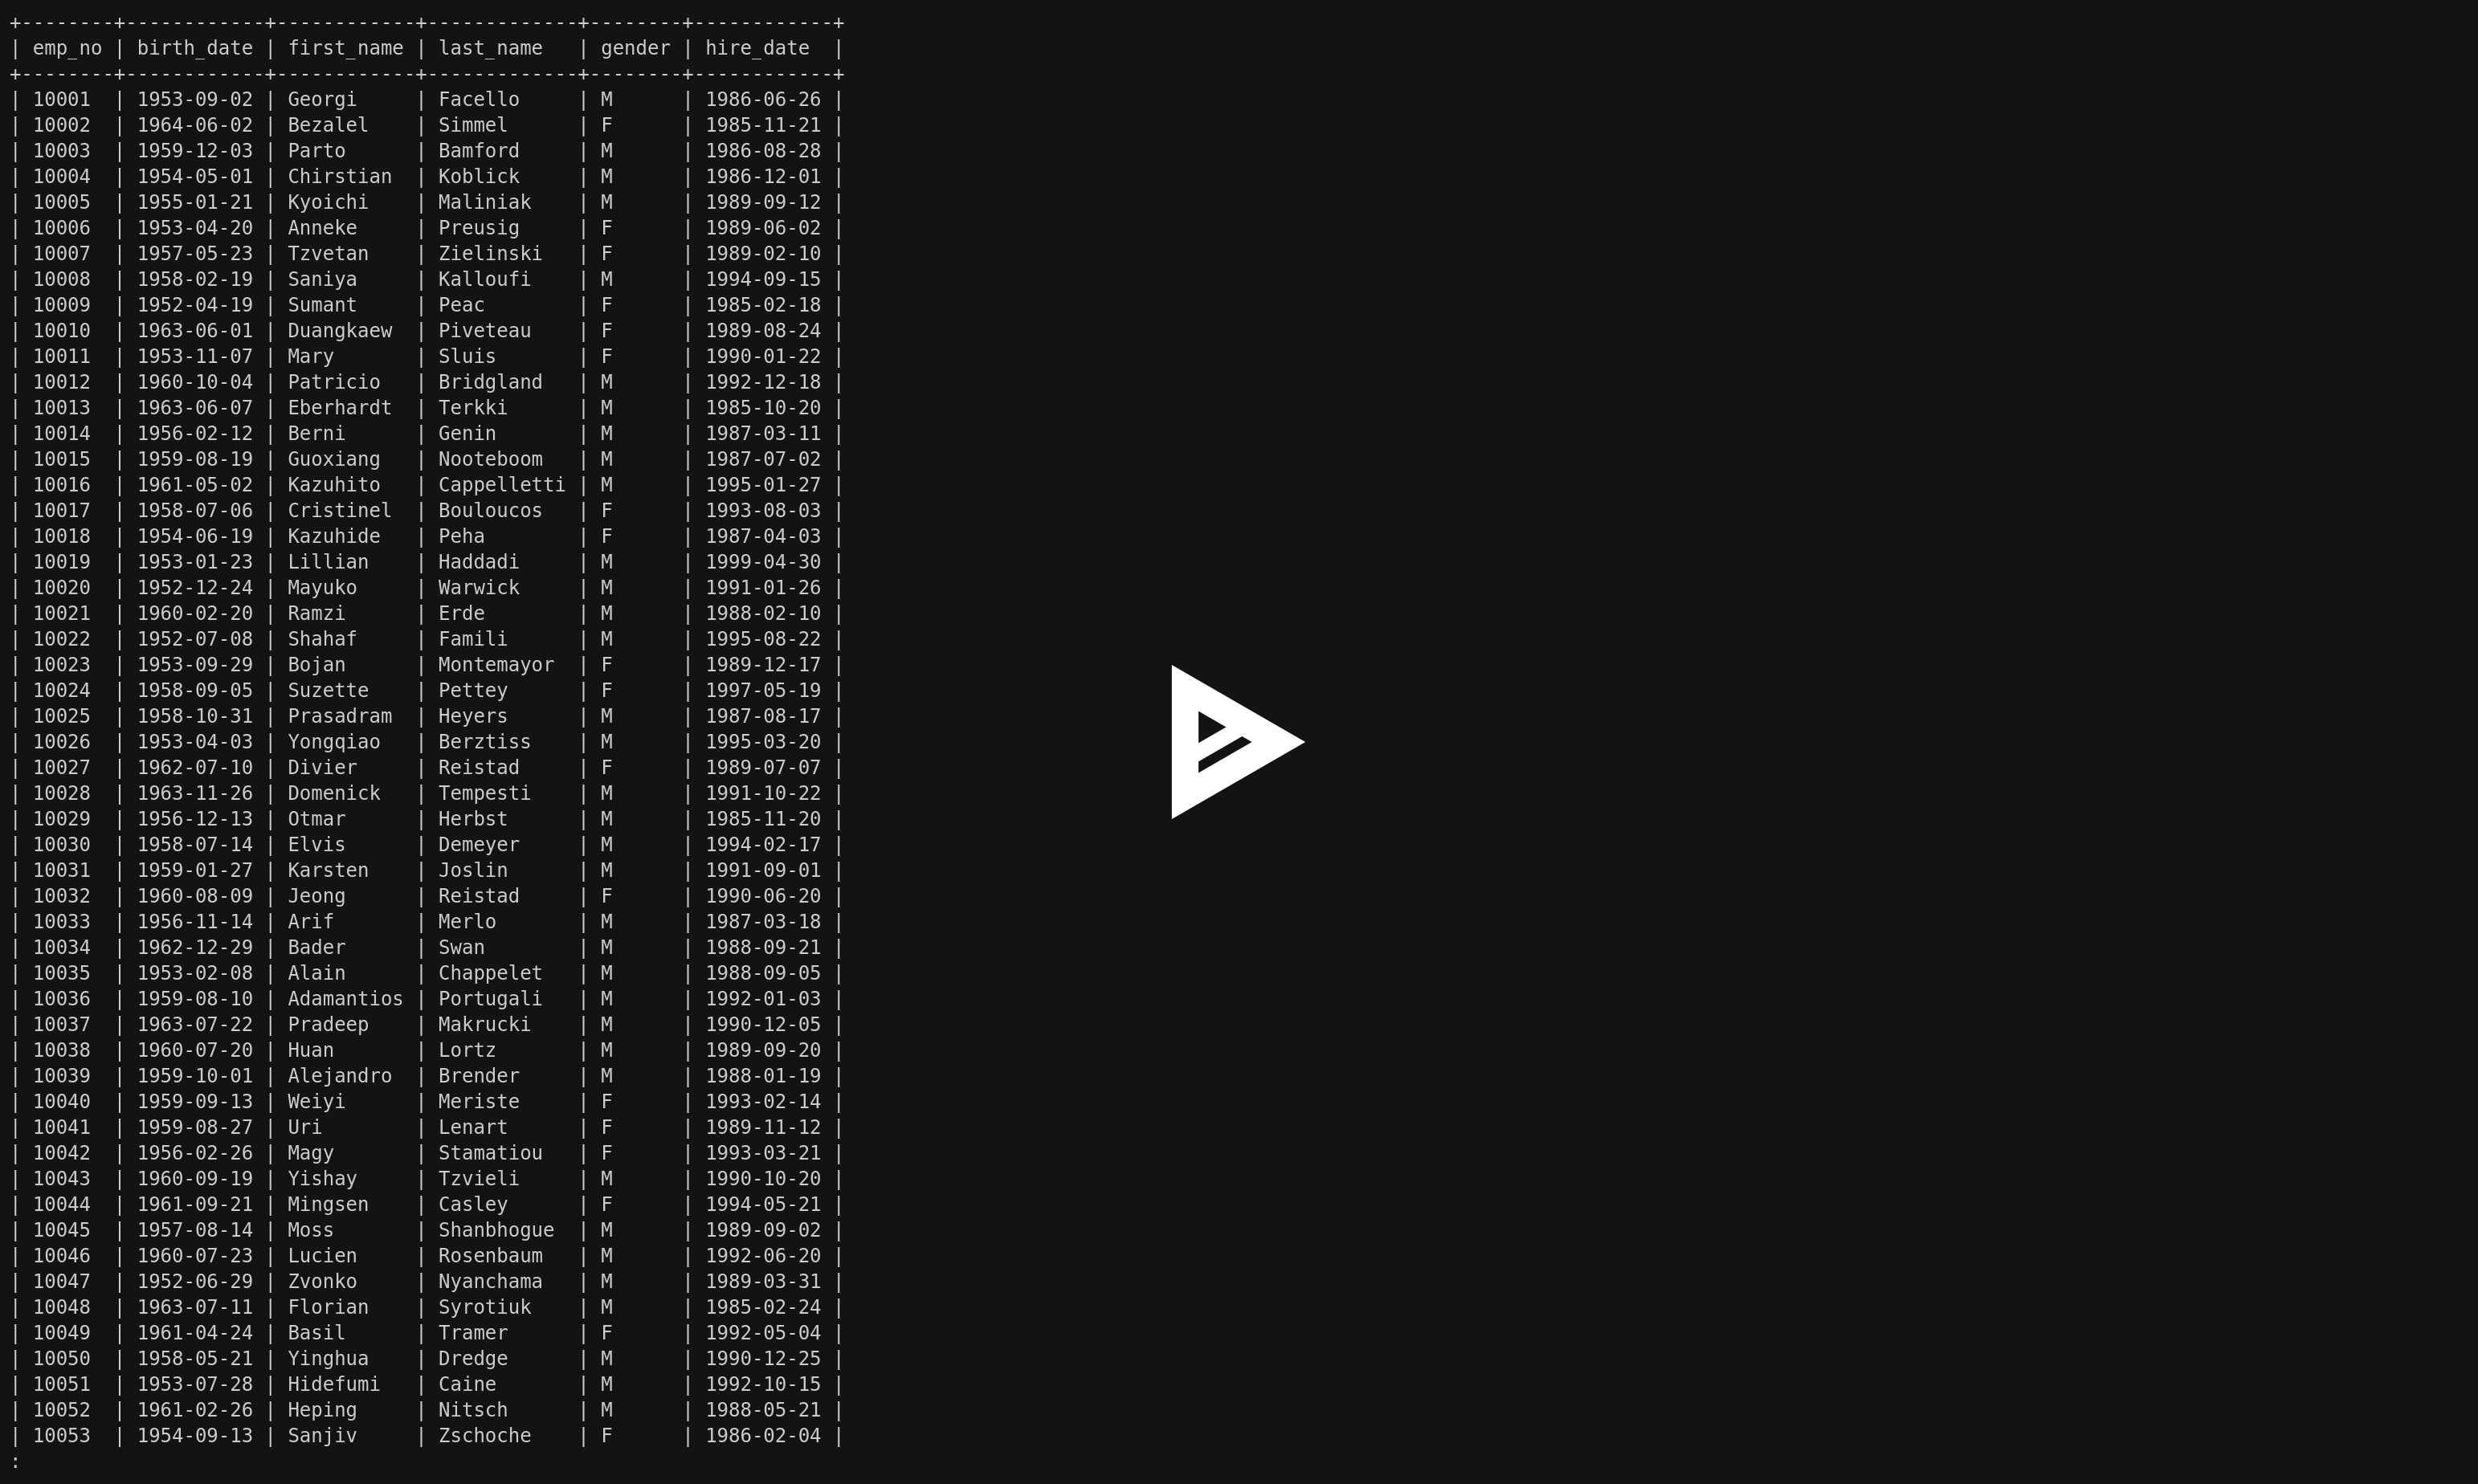 +--------+------------+------------+-------------+--------+------------+
| emp_no | birth_date | first_name | last_name   | gender | hire_date  |
+--------+------------+------------+-------------+--------+------------+
| 10001  | 1953-09-02 | Georgi     | Facello     | M      | 1986-06-26 |
| 10002  | 1964-06-02 | Bezalel    | Simmel      | F      | 1985-11-21 |
| 10003  | 1959-12-03 | Parto      | Bamford     | M      | 1986-08-28 |
| 10004  | 1954-05-01 | Chirstian  | Koblick     | M      | 1986-12-01 |
| 10005  | 1955-01-21 | Kyoichi    | Maliniak    | M      | 1989-09-12 |
| 10006  | 1953-04-20 | Anneke     | Preusig     | F      | 1989-06-02 |
| 10007  | 1957-05-23 | Tzvetan    | Zielinski   | F      | 1989-02-10 |
| 10008  | 1958-02-19 | Saniya     | Kalloufi    | M      | 1994-09-15 |
| 10009  | 1952-04-19 | Sumant     | Peac        | F      | 1985-02-18 |
| 10010  | 1963-06-01 | Duangkaew  | Piveteau    | F      | 1989-08-24 |
| 10011  | 1953-11-07 | Mary       | Sluis       | F      | 1990-01-22 |
| 10012  | 1960-10-04 | Patricio   | Bridgland   | M      | 1992-12-18 |
| 10013  | 1963-06-07 | Eberhardt  | Terkki      | M      | 1985-10-20 |
| 10014  | 1956-02-12 | Berni      | Genin       | M      | 1987-03-11 |
| 10015  | 1959-08-19 | Guoxiang   | Nooteboom   | M      | 1987-07-02 |
| 10016  | 1961-05-02 | Kazuhito   | Cappelletti | M      | 1995-01-27 |
| 10017  | 1958-07-06 | Cristinel  | Bouloucos   | F      | 1993-08-03 |
| 10018  | 1954-06-19 | Kazuhide   | Peha        | F      | 1987-04-03 |
| 10019  | 1953-01-23 | Lillian    | Haddadi     | M      | 1999-04-30 |
| 10020  | 1952-12-24 | Mayuko     | Warwick     | M      | 1991-01-26 |
| 10021  | 1960-02-20 | Ramzi      | Erde        | M      | 1988-02-10 |
| 10022  | 1952-07-08 | Shahaf     | Famili      | M      | 1995-08-22 |
| 10023  | 1953-09-29 | Bojan      | Montemayor  | F      | 1989-12-17 |
| 10024  | 1958-09-05 | Suzette    | Pettey      | F      | 1997-05-19 |
| 10025  | 1958-10-31 | Prasadram  | Heyers      | M      | 1987-08-17 |
| 10026  | 1953-04-03 | Yongqiao   | Berztiss    | M      | 1995-03-20 |
| 10027  | 1962-07-10 | Divier     | Reistad     | F      | 1989-07-07 |
| 10028  | 1963-11-26 | Domenick   | Tempesti    | M      | 1991-10-22 |
| 10029  | 1956-12-13 | Otmar      | Herbst      | M      | 1985-11-20 |
| 10030  | 1958-07-14 | Elvis      | Demeyer     | M      | 1994-02-17 |
| 10031  | 1959-01-27 | Karsten    | Joslin      | M      | 1991-09-01 |
| 10032  | 1960-08-09 | Jeong      | Reistad     | F      | 1990-06-20 |
| 10033  | 1956-11-14 | Arif       | Merlo       | M      | 1987-03-18 |
| 10034  | 1962-12-29 | Bader      | Swan        | M      | 1988-09-21 |
| 10035  | 1953-02-08 | Alain      | Chappelet   | M      | 1988-09-05 |
| 10036  | 1959-08-10 | Adamantios | Portugali   | M      | 1992-01-03 |
| 10037  | 1963-07-22 | Pradeep    | Makrucki    | M      | 1990-12-05 |
| 10038  | 1960-07-20 | Huan       | Lortz       | M      | 1989-09-20 |
| 10039  | 1959-10-01 | Alejandro  | Brender     | M      | 1988-01-19 |
| 10040  | 1959-09-13 | Weiyi      | Meriste     | F      | 1993-02-14 |
| 10041  | 1959-08-27 | Uri        | Lenart      | F      | 1989-11-12 |
| 10042  | 1956-02-26 | Magy       | Stamatiou   | F      | 1993-03-21 |
| 10043  | 1960-09-19 | Yishay     | Tzvieli     | M      | 1990-10-20 |
| 10044  | 1961-09-21 | Mingsen    | Casley      | F      | 1994-05-21 |
| 10045  | 1957-08-14 | Moss       | Shanbhogue  | M      | 1989-09-02 |
| 10046  | 1960-07-23 | Lucien     | Rosenbaum   | M      | 1992-06-20 |
| 10047  | 1952-06-29 | Zvonko     | Nyanchama   | M      | 1989-03-31 |
| 10048  | 1963-07-11 | Florian    | Syrotiuk    | M      | 1985-02-24 |
| 10049  | 1961-04-24 | Basil      | Tramer      | F      | 1992-05-04 |
| 10050  | 1958-05-21 | Yinghua    | Dredge      | M      | 1990-12-25 |
| 10051  | 1953-07-28 | Hidefumi   | Caine       | M      | 1992-10-15 |
| 10052  | 1961-02-26 | Heping     | Nitsch      | M      | 1988-05-21 |
| 10053  | 1954-09-13 | Sanjiv     | Zschoche    | F      | 1986-02-04 |
: